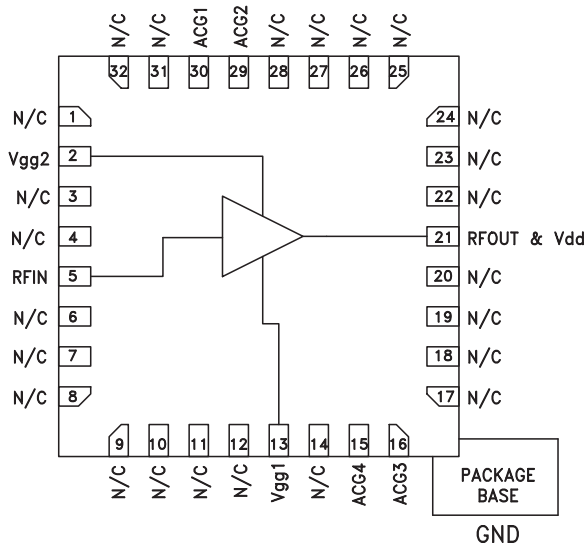 N/C N/C ACG1 ACG2 N/C N/C N/C N/C
32 31 30 29 28 27 26 25
N/C 1
Vgg2 2
N/C 3
N/C 4
RFIN 5
N/C 6
N/C 7
N/C 8
24 N/C
23 N/C
22 N/C
21 RFOUT & Vdd
20 N/C
19 N/C
18 N/C
17 N/C
9 10 11 12 13 14 15 16
N/C N/C N/C N/C Vgg1 N/C ACG4 ACG3
PACKAGE
BASE
GND